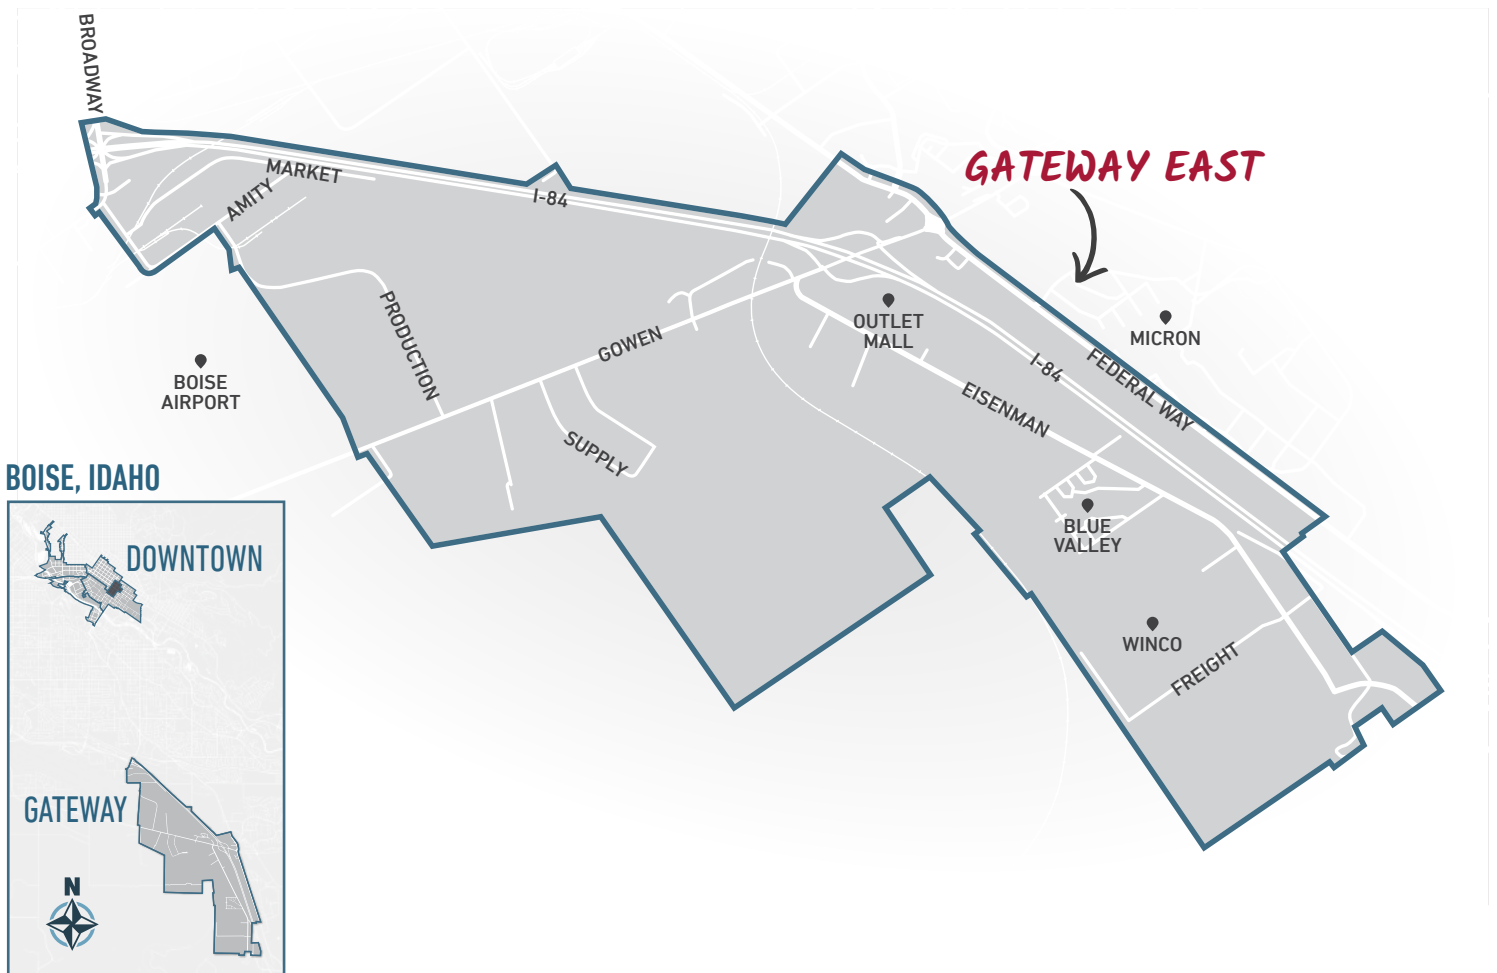 BROADWAY
MARKET
AMITY
I-84
GATEWAY EAST
PRODUCTION
GOWEN
OUTLET
MALL
MICRON
I-84
FEDERAL WAY
BOISE
AIRPORT
EISENMAN
SUPPLY
BLUE
VALLEY
WINCO
FREIGHT
BOISE, IDAHO
DOWNTOWN
GATEWAY
N